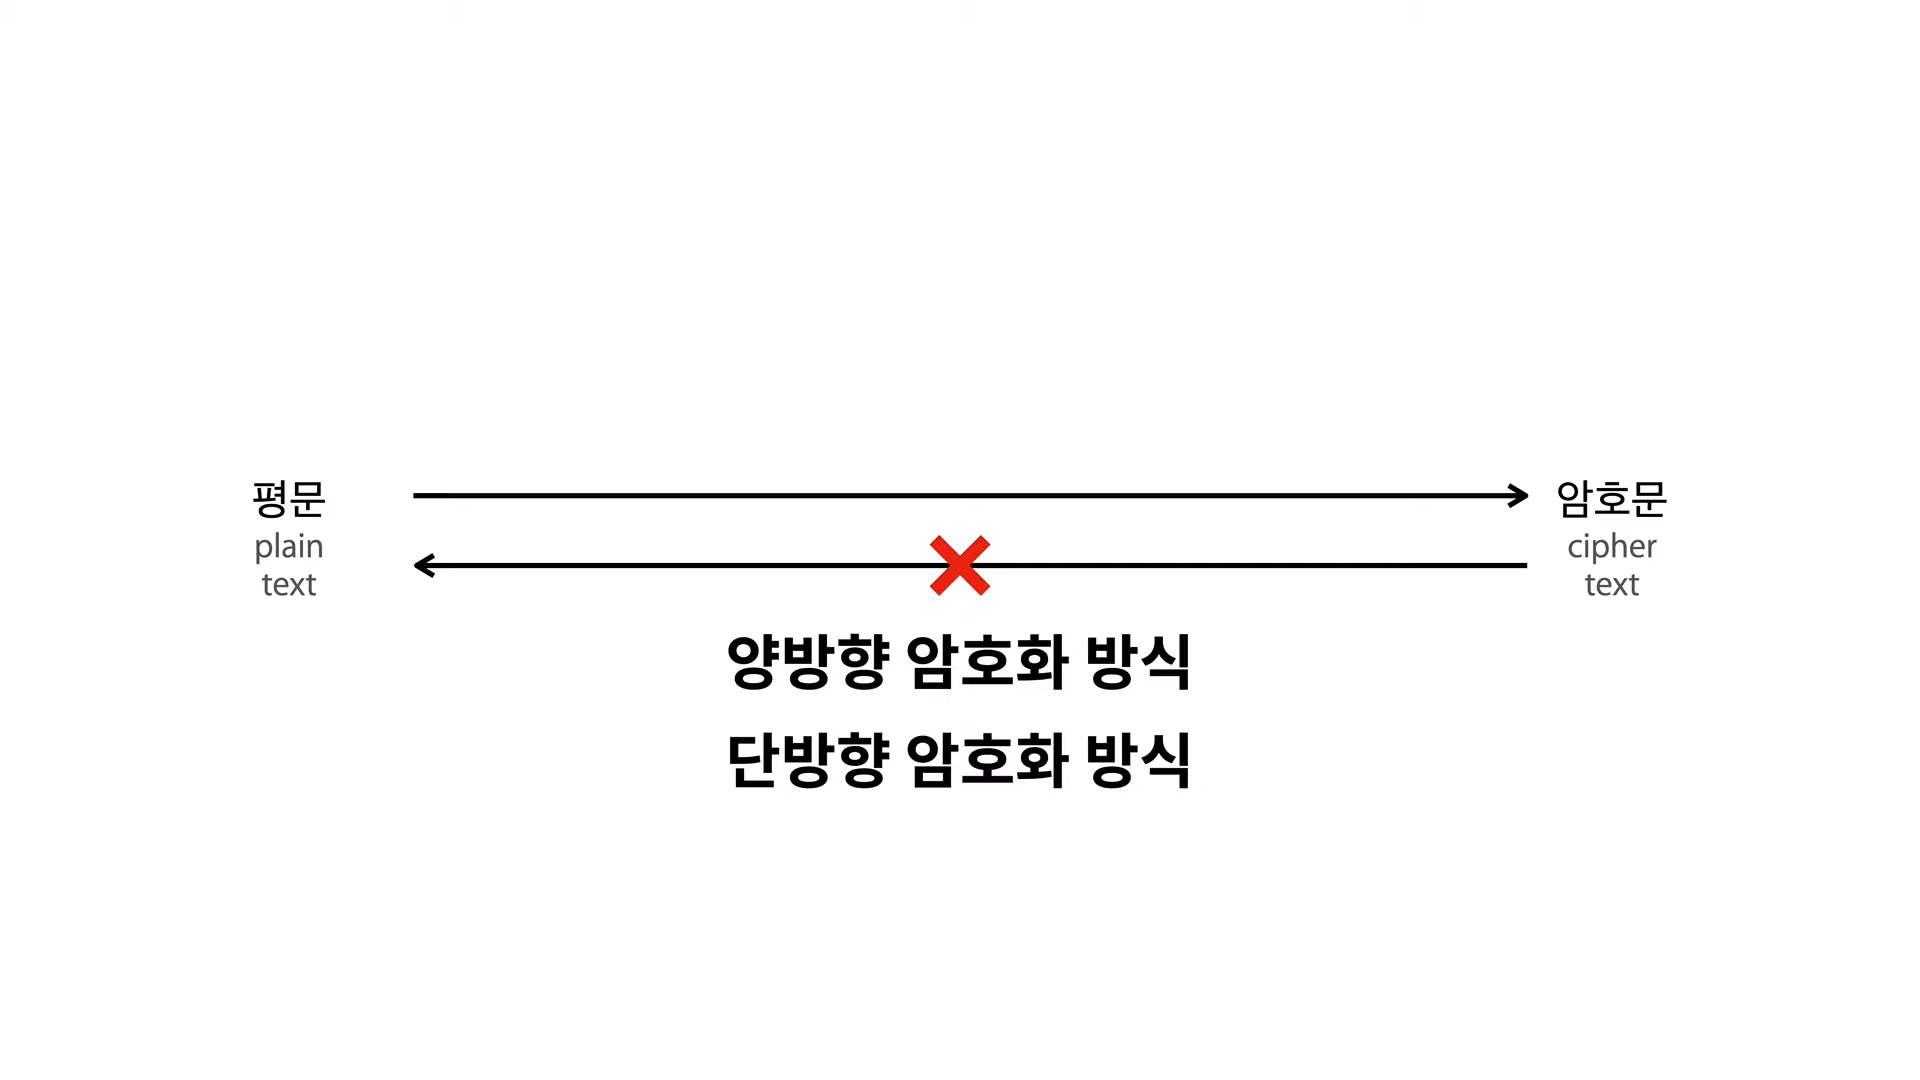 평문
plain
text
암호문
cipher
text
양방향 암호화 방식
단방향 암호화 방식